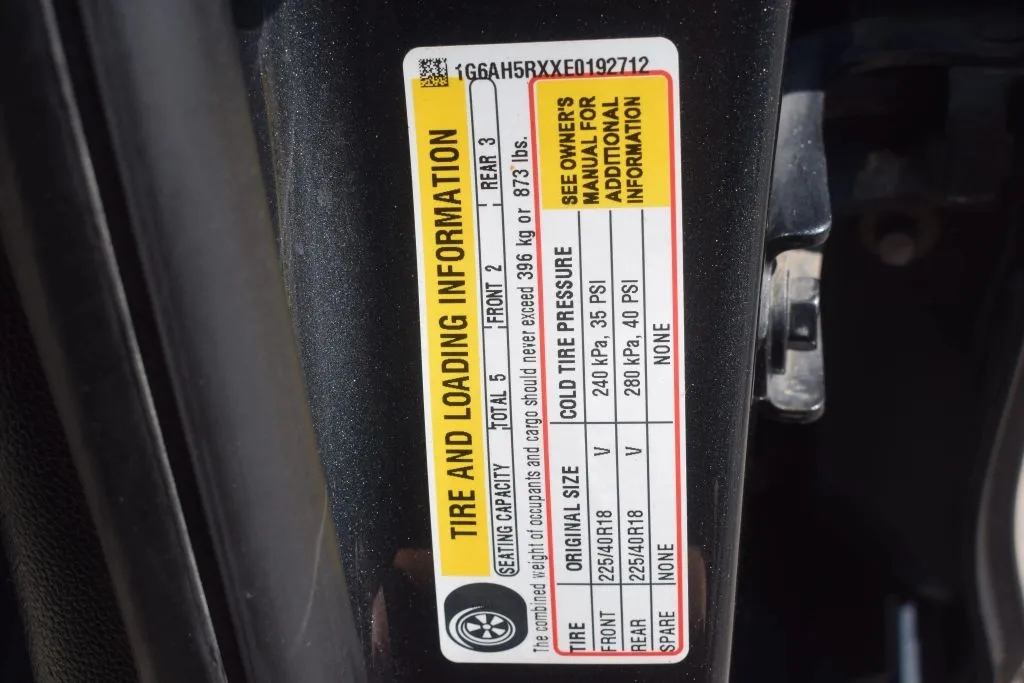 1G6AH5RXXE0192712
TIRE AND LOADING INFORMATION
SEATING CAPACITY TOTAL 5 FRONT 2 REAR 3
The combined weight of occupants and cargo should never exceed 396 kg or 873 lbs.
TIRE ORIGINAL SIZE COLD TIRE PRESSURE
FRONT 225/40R18 V 240 kPa, 35 PSI
REAR 225/40R18 V 280 kPa, 40 PSI
SPARE NONE NONE
SEE OWNER'S
MANUAL FOR
ADDITIONAL
INFORMATION